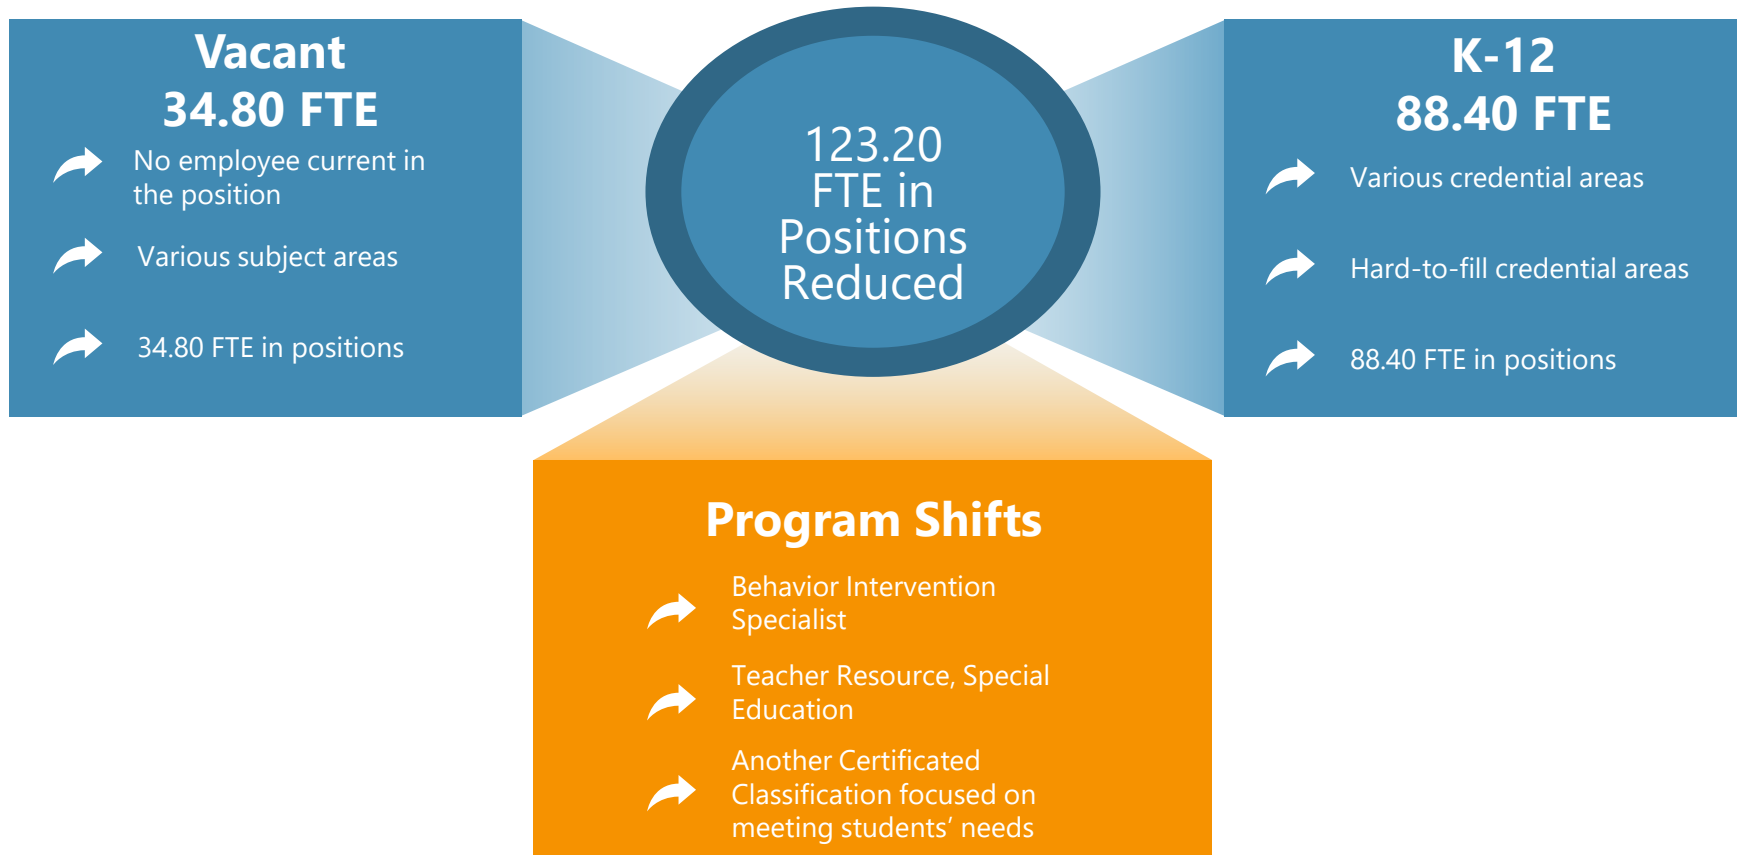 Vacant
34.80 FTE
No employee current in
the position
Various subject areas
34.80 FTE in positions
123.20
FTE in
Positions
Reduced
K-12
88.40 FTE
Various credential areas
Hard-to-fill credential areas
88.40 FTE in positions
Program Shifts
Behavior Intervention
Specialist
Teacher Resource, Special
Education
Another Certificated
Classification focused on
meeting students’ needs